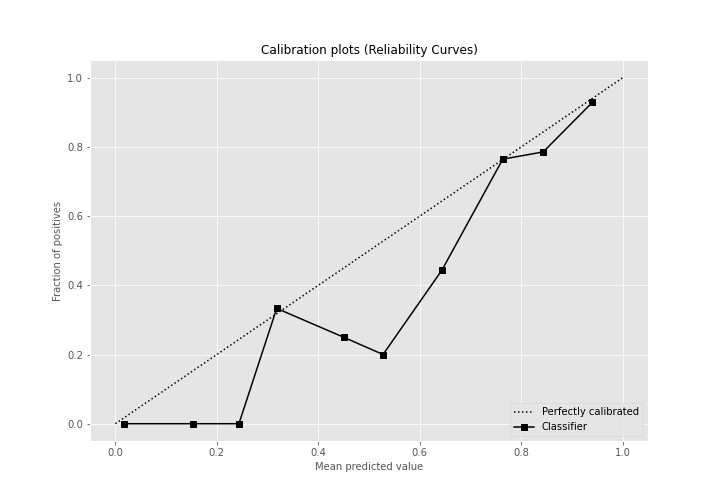 Calibration plots (Reliability Curves)
1.0
0.8
0.6
0.4
0.2
0.0
Fraction of positives
0.0 0.2 0.4 0.6 0.8 1.0
Mean predicted value
Perfectly calibrated
Classifier